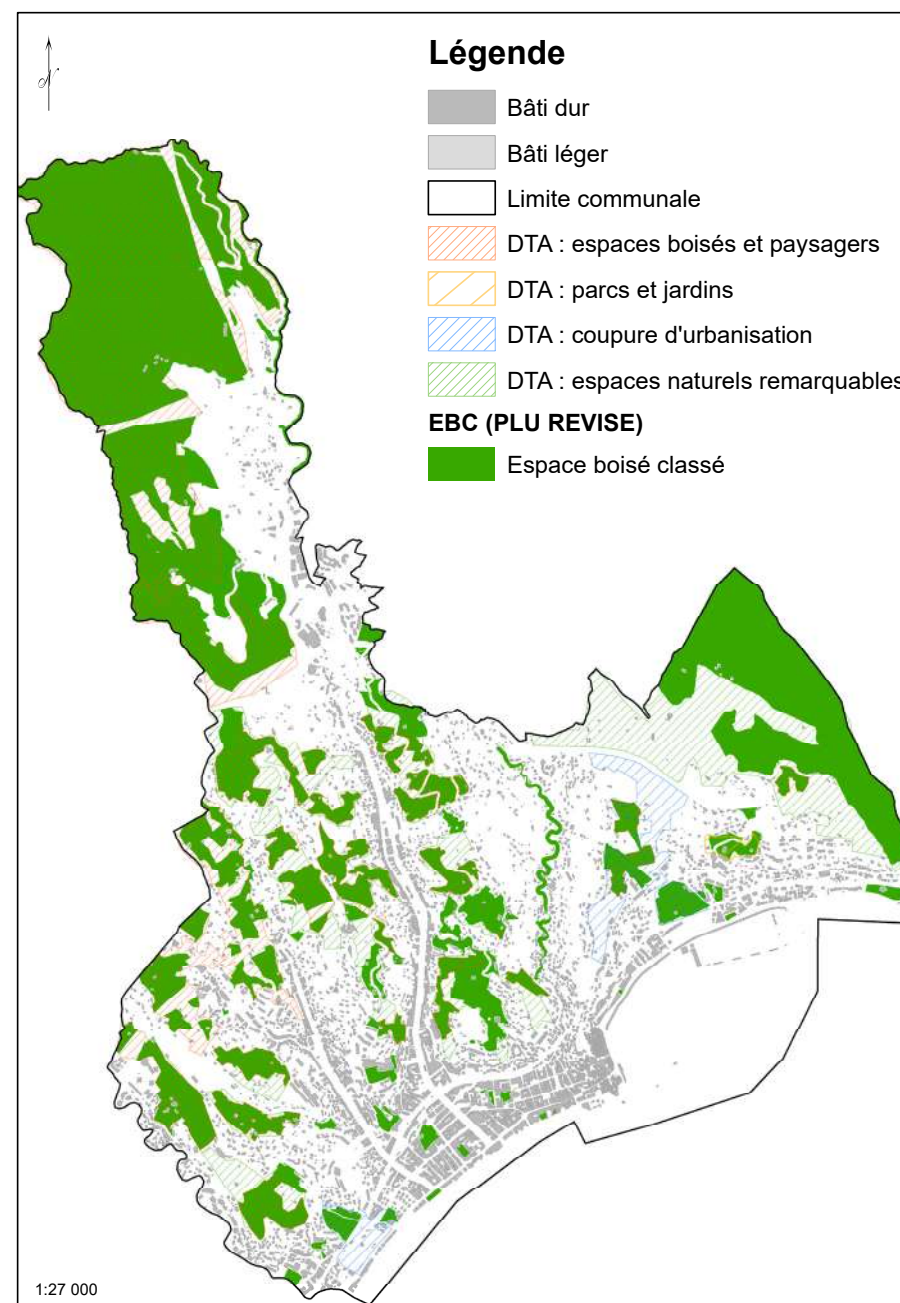 N
Légende
Bâti dur
Bâti léger
Limite communale
DTA : espaces boisés et paysagers
DTA : parcs et jardins
DTA : coupure d'urbanisation
DTA : espaces naturels remarquables
EBC (PLU REVISE)
Espace boisé classé
1:27 000